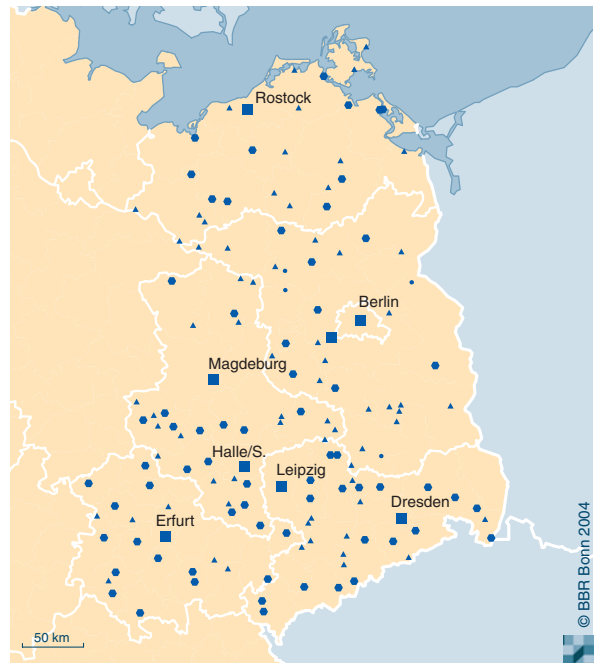 Rostock
Berlin
Magdeburg
Halle/S.
Leipzig
Dresden
Erfurt
50 km
© BBR Bonn 2004